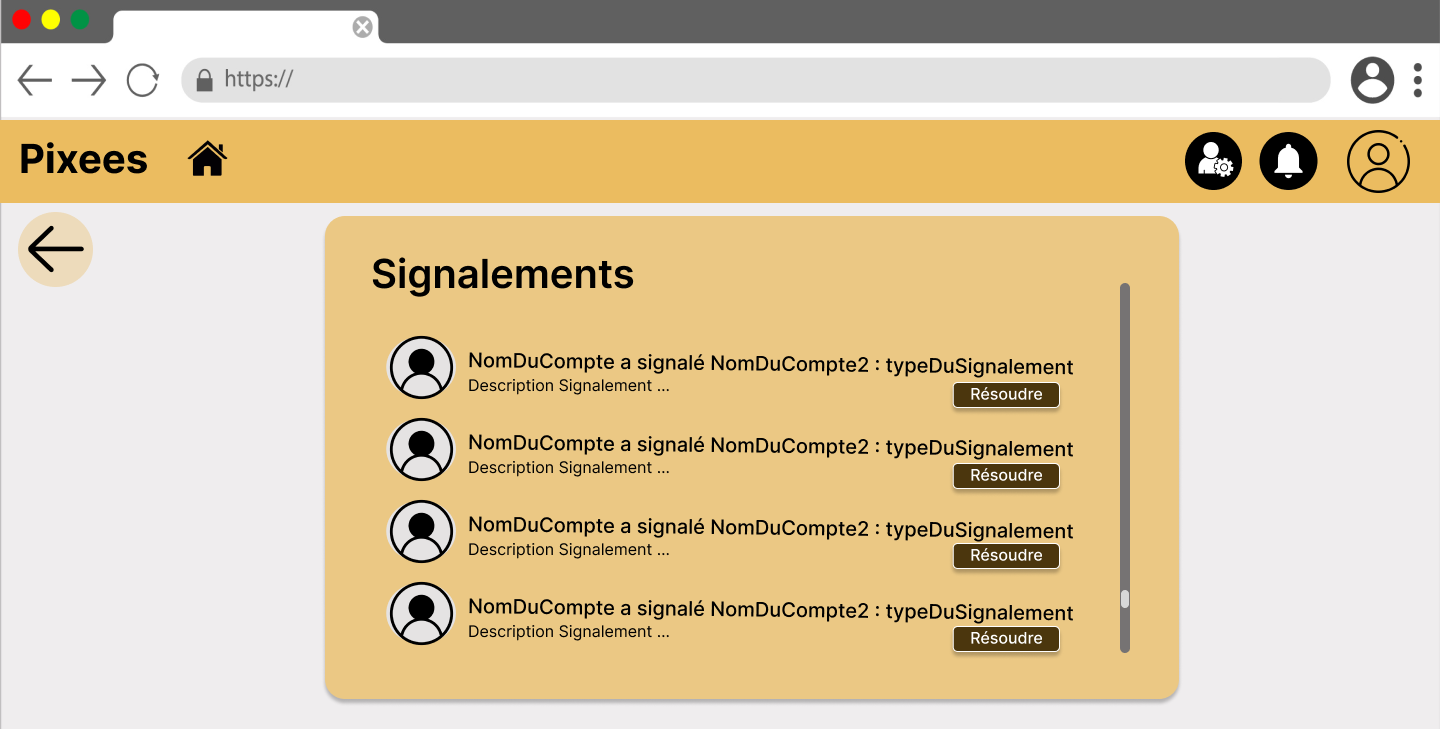 https://
Pixees
Signalements
NomDuCompte a signalé NomDuCompte2 : typeDuSignalement
Description Signalement ...
Résoudre
NomDuCompte a signalé NomDuCompte2 : typeDuSignalement
Description Signalement ...
Résoudre
NomDuCompte a signalé NomDuCompte2 : typeDuSignalement
Description Signalement ...
Résoudre
NomDuCompte a signalé NomDuCompte2 : typeDuSignalement
Description Signalement ...
Résoudre